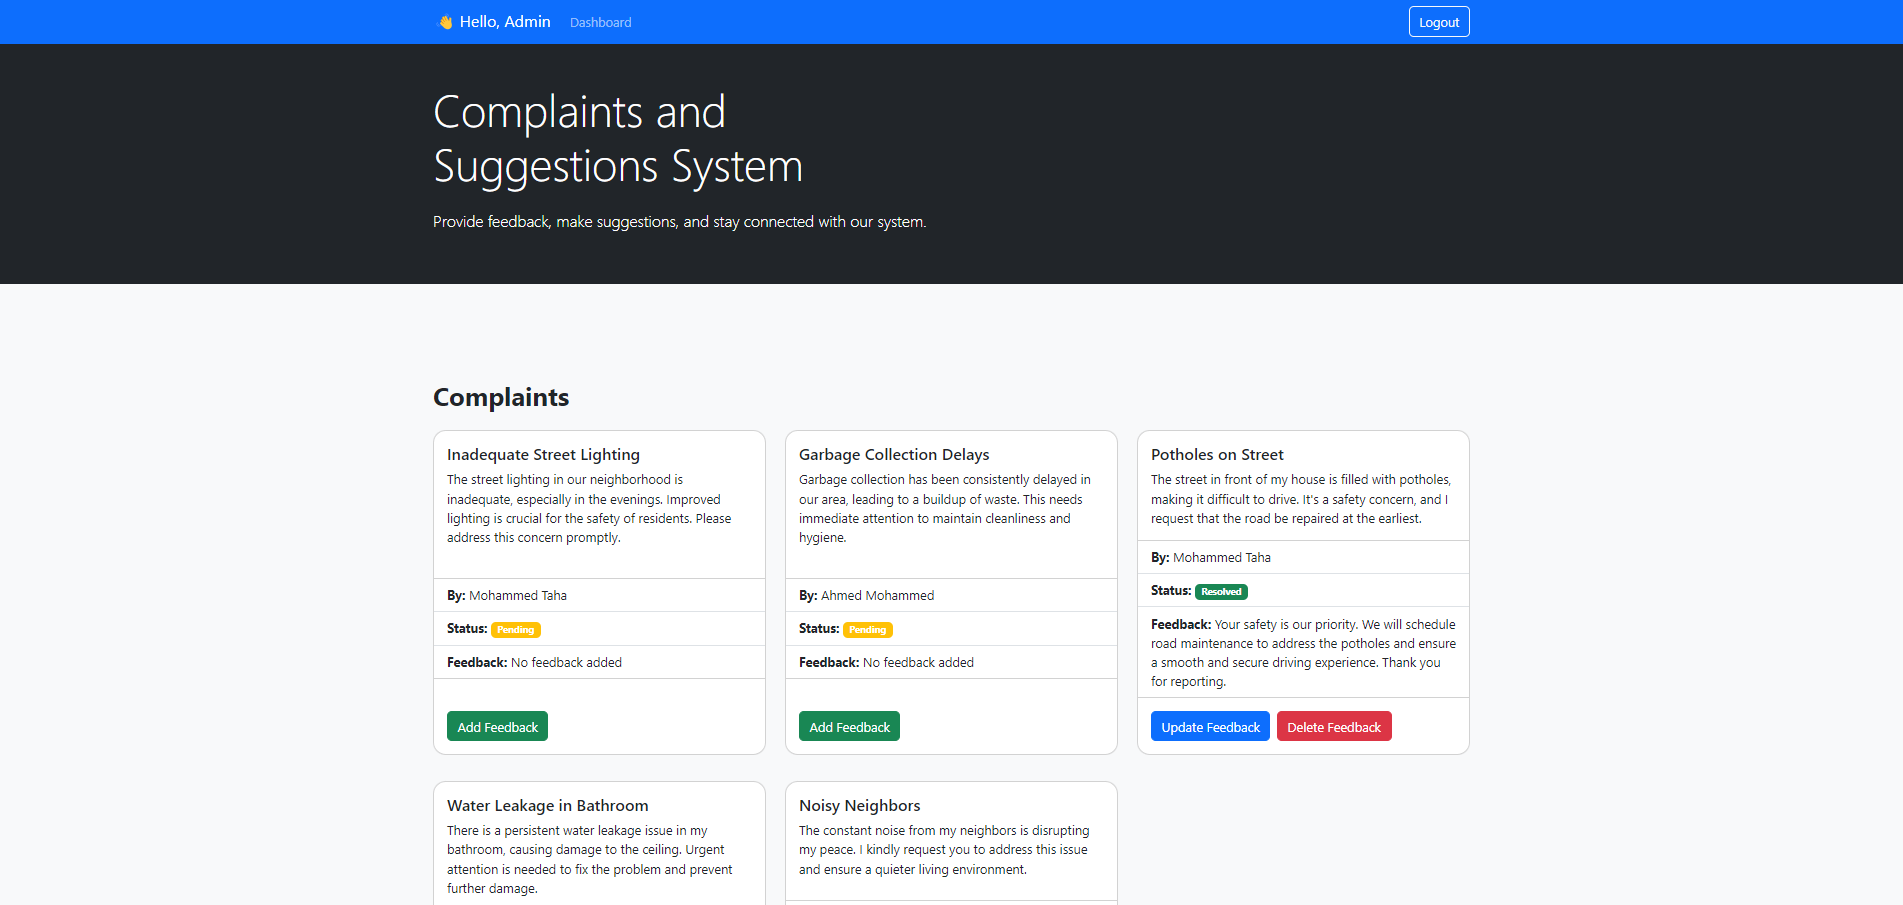 👋 Hello, Admin Dashboard Logout
Complaints and
Suggestions System
Provide feedback, make suggestions, and stay connected with our system.
Complaints
Inadequate Street Lighting
The street lighting in our neighborhood is
inadequate, especially in the evenings. Improved
lighting is crucial for the safety of residents. Please
address this concern promptly.
By: Mohammed Taha
Status: Pending
Feedback: No feedback added
Add Feedback
Garbage Collection Delays
Garbage collection has been consistently delayed in
our area, leading to a buildup of waste. This needs
immediate attention to maintain cleanliness and
hygiene.
By: Ahmed Mohammed
Status: Pending
Feedback: No feedback added
Add Feedback
Potholes on Street
The street in front of my house is filled with potholes,
making it difficult to drive. It's a safety concern, and I
request that the road be repaired at the earliest.
By: Mohammed Taha
Status: Resolved
Feedback: Your safety is our priority. We will schedule
road maintenance to address the potholes and ensure
a smooth and secure driving experience. Thank you
for reporting.
Update Feedback Delete Feedback
Water Leakage in Bathroom
There is a persistent water leakage issue in my
bathroom, causing damage to the ceiling. Urgent
attention is needed to fix the problem and prevent
further damage.
Noisy Neighbors
The constant noise from my neighbors is disrupting
my peace. I kindly request you to address this issue
and ensure a quieter living environment.